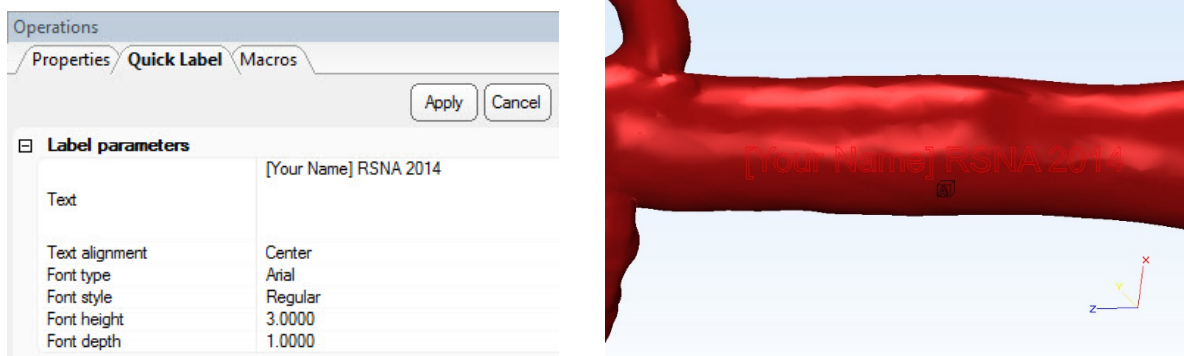 Operations
Properties Quick Label Macros
Apply Cancel
Label parameters
Text [Your Name] RSNA 2014
Text alignment Center
Font type Arial
Font style Regular
Font height 3.0000
Font depth 1.0000
[Your Name] RSNA 2014
X
Y
Z